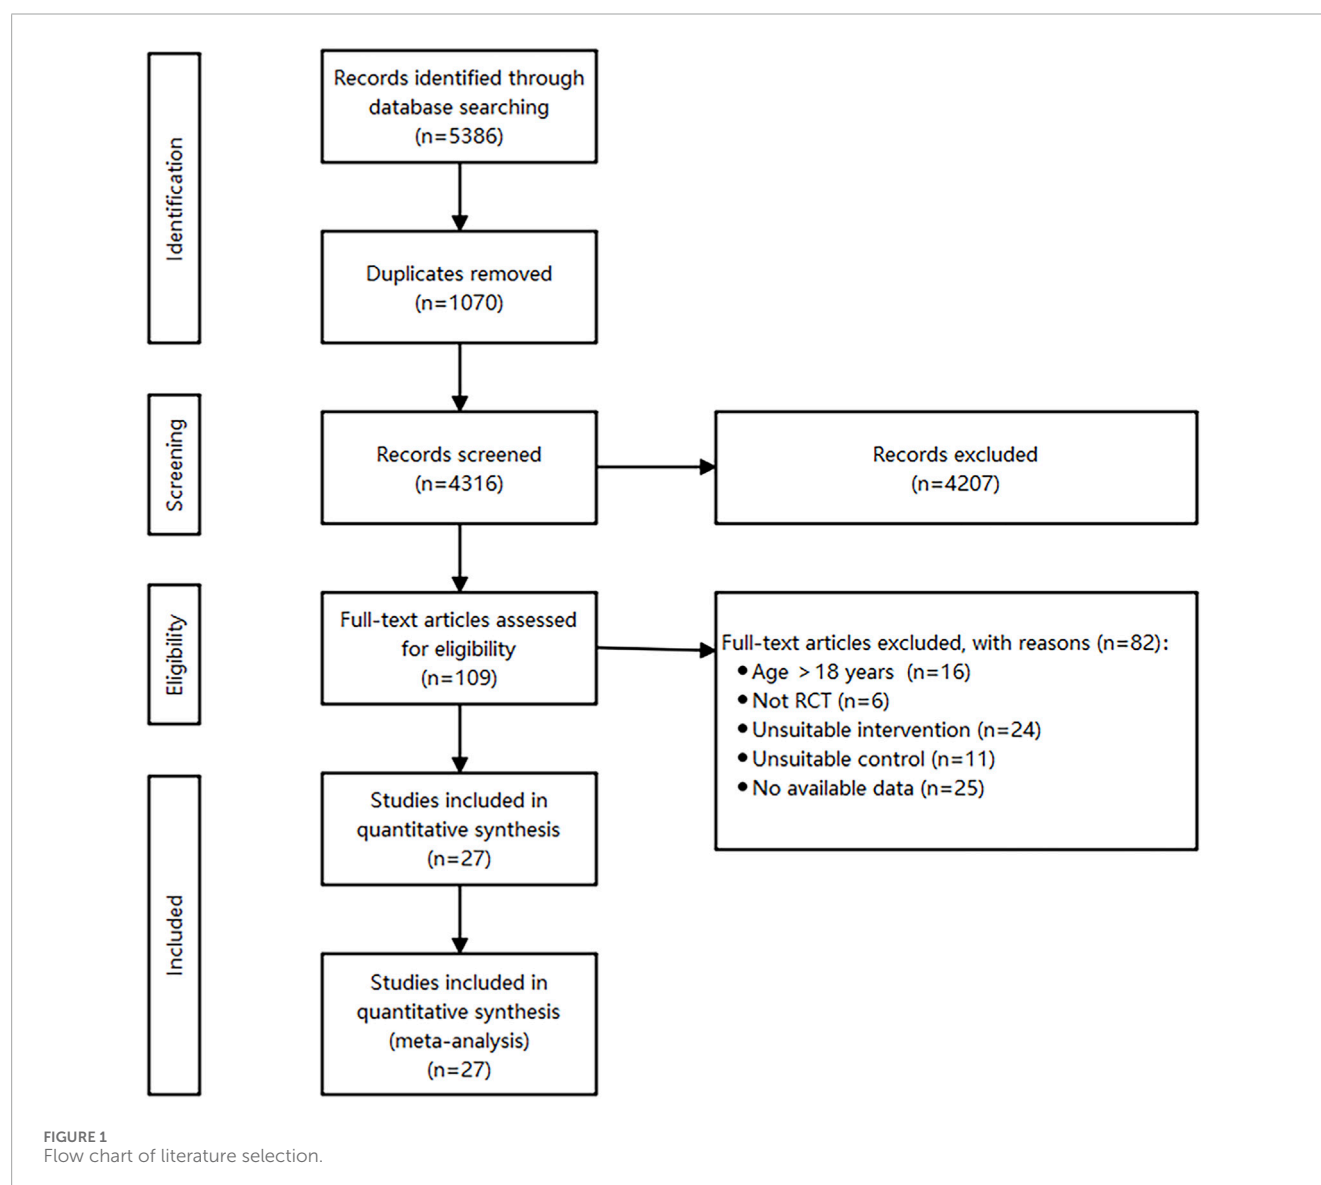 Identification
Records identified through
database searching
(n=5386)
Duplicates removed
(n=1070)
Screening
Records screened
(n=4316)
Records excluded
(n=4207)
Eligibility
Full-text articles assessed
for eligibility
(n=109)
Full-text articles excluded, with reasons (n=82):
● Age > 18 years (n=16)
● Not RCT (n=6)
● Unsuitable intervention (n=24)
● Unsuitable control (n=11)
● No available data (n=25)
Included
Studies included in
quantitative synthesis
(n=27)
Studies included in
quantitative synthesis
(meta-analysis)
(n=27)
FIGURE 1
Flow chart of literature selection.